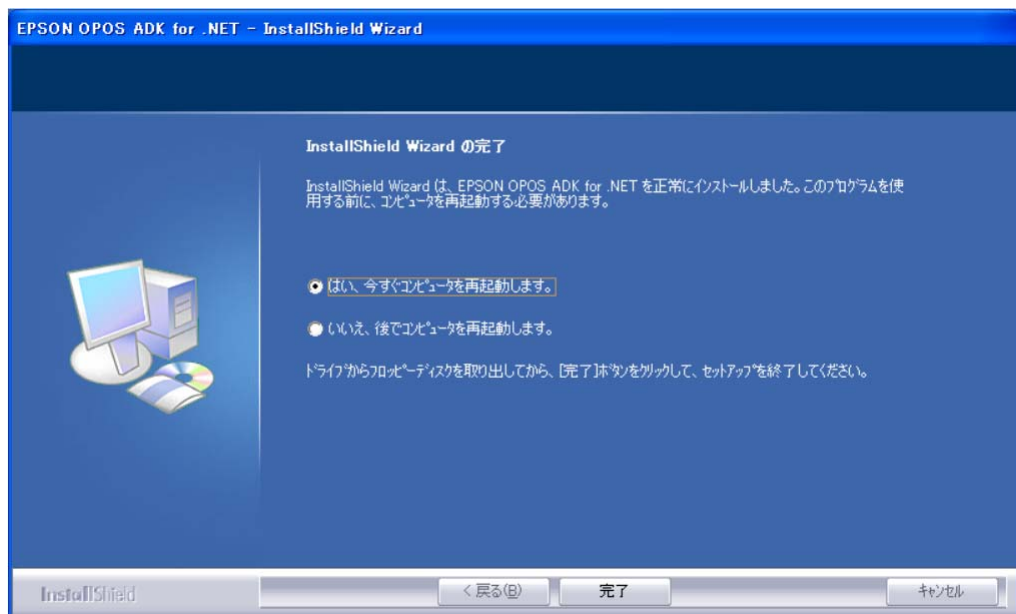 EPSON OPOS ADK for .NET - InstallShield Wizard
InstallShield Wizard の完了
InstallShield Wizard は、EPSON OPOS ADK for .NET を正常にインストールしました。このプログラムを使
用する前に、コンピュータを再起動する必要があります。
はい、今すぐコンピュータを再起動します。
いいえ、後でコンピュータを再起動します。
ドライブからフロッピーディスクを取り出してから、[完了]ボタンをクリックして、セットアップを終了してください。
InstallShield
< 戻る(B)
完了
キャンセル